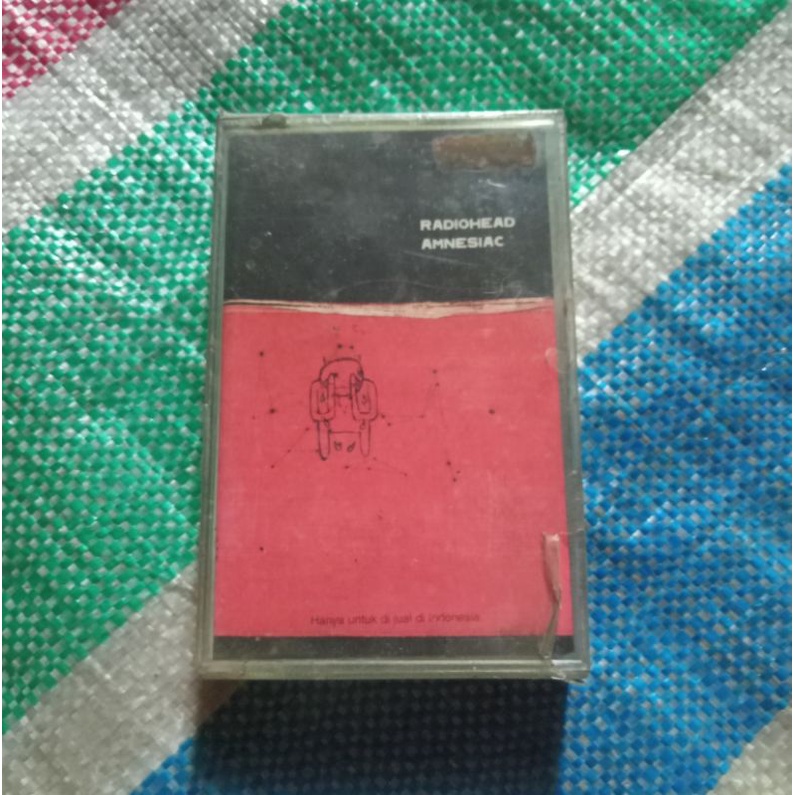 RADIOHEAD
AMNESIAC
Hanya untuk di jual di Indonesia